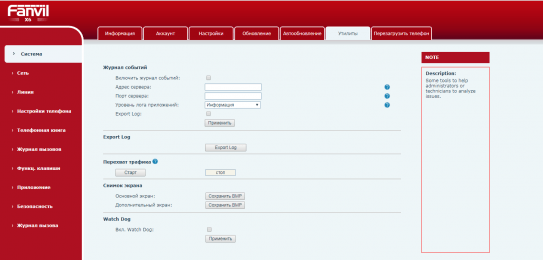 Fanvil
X6
Информация Аккаунт Настройки Обновление Автообновление Утилиты Перезагрузить телефон
Система
Сеть
Линии
Настройки телефона
Телефонная книга
Журнал вызовов
Функц. клавиши
Приложение
Безопасность
Журнал вызова
Журнал событий
Включить журнал событий:
Адрес сервера:
Порт сервера:
Уровень лога приложений: Информация
Export Log:
Применить
Export Log
Export Log
Перехват трафика
Старт стоп
Снимок экрана
Основной экран: Сохранить BMP
Дополнительный экран: Сохранить BMP
Watch Dog
Вкл. Watch Dog:
Применить
NOTE
Description:
Some tools to help
administrators or
technicians to analyze
issues.